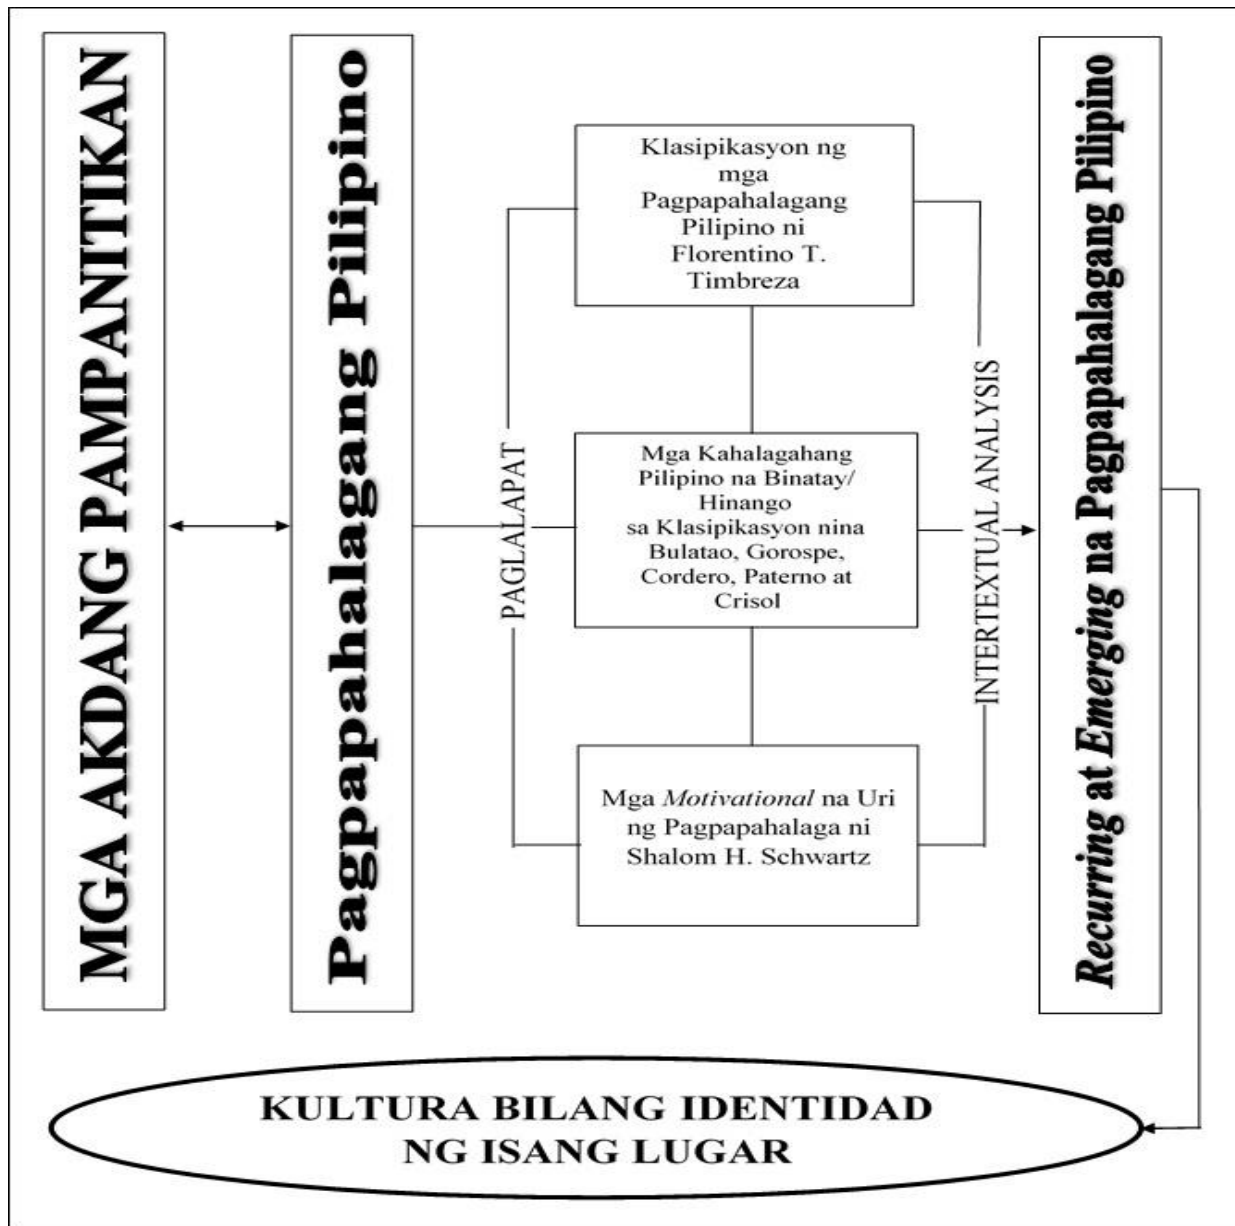 MGA AKDANG PAMPANITIKAN
Pagpapahalagang Pilipino
PAGLALAPAT
Klasipikasyon ng
mga
Pagpapahalagang
Pilipino ni
Florentino T.
Timbreza
Mga Kahalagahang
Pilipino na Binatay/
Hinango
sa Klasipikasyon nina
Bulatao, Gorospe,
Cordero, Paterno at
Crisol
Mga Motivational na Uri
ng Pagpapahalaga ni
Shalom H. Schwartz
INTERTEXTUAL ANALYSIS
Recurring at Emerging na Pagpapahalagang Pilipino
KULTURA BILANG IDENTIDAD
NG ISANG LUGAR